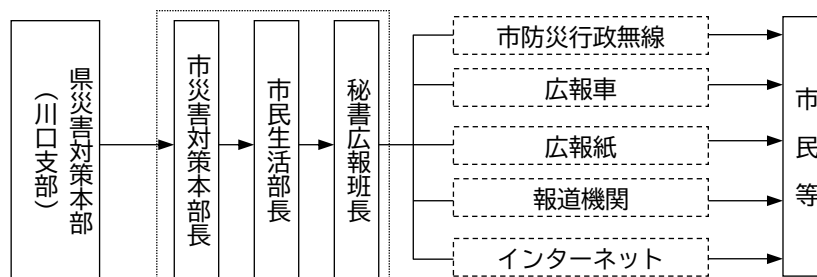 県災害対策本部
（川口支部）
市災害対策本部長
市民生活部長
秘書広報班長
市防災行政無線
広報車
広報紙
報道機関
インターネット
市民等